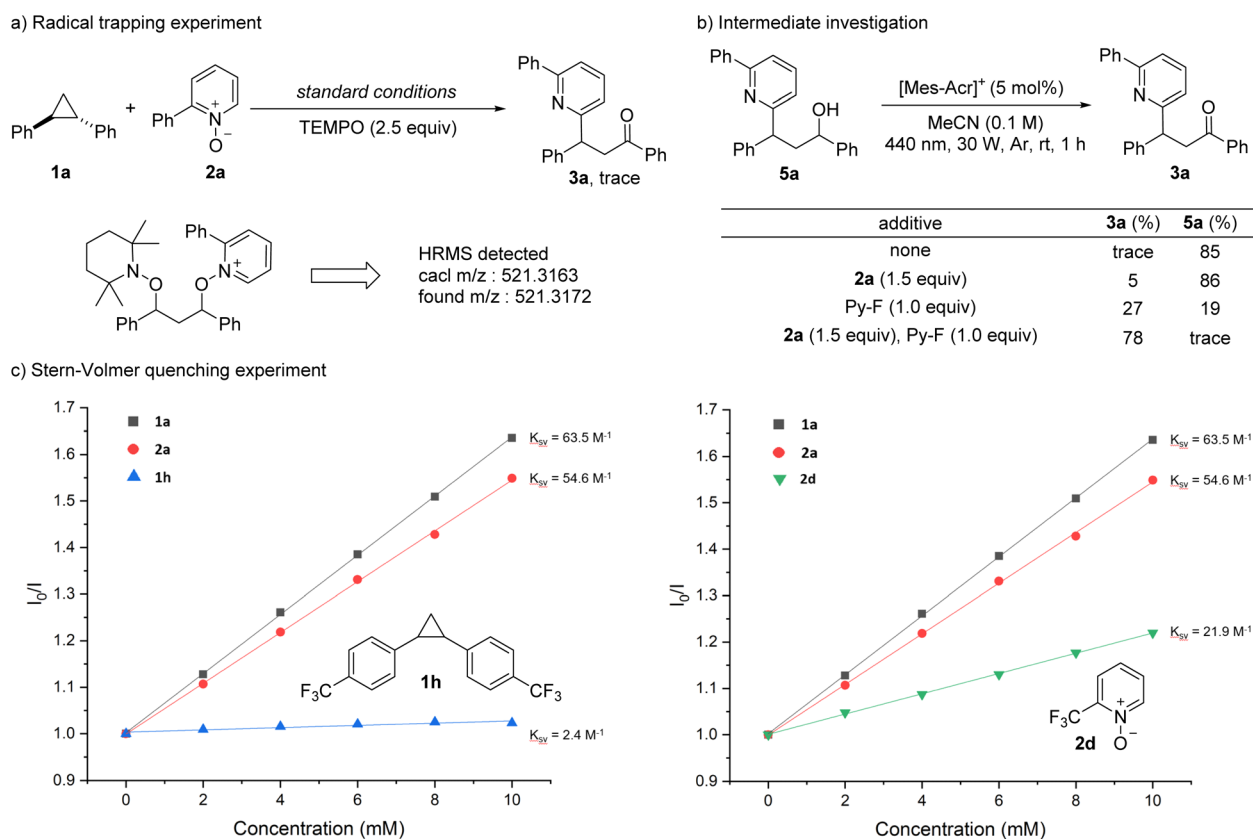 a) Radical trapping experiment
Ph
Ph
1a
+
Ph
N
+
O
−
2a
standard conditions
TEMPO (2.5 equiv)
Ph
N
O
Ph
Ph
3a, trace
N
O
Ph
O
N
+
Ph
Ph
HRMS detected
cacl m/z : 521.3163
found m/z : 521.3172
b) Intermediate investigation
Ph
N
OH
Ph
Ph
5a
[Mes-Acr]+ (5 mol%)
MeCN (0.1 M)
440 nm, 30 W, Ar, rt, 1 h
Ph
N
O
Ph
Ph
3a
additive 3a (%) 5a (%)
none trace 85
2a (1.5 equiv) 5 86
Py-F (1.0 equiv) 27 19
2a (1.5 equiv), Py-F (1.0 equiv) 78 trace
c) Stern-Volmer quenching experiment
I0/I
1.7
1.6
1.5
1.4
1.3
1.2
1.1
1.0
0.9
1a
2a
1h
Ksv = 63.5 M-1
Ksv = 54.6 M-1
Ksv = 2.4 M-1
F3C
1h
CF3
0 2 4 6 8 10
Concentration (mM)
I0/I
1.7
1.6
1.5
1.4
1.3
1.2
1.1
1.0
0.9
1a
2a
2d
Ksv = 63.5 M-1
Ksv = 54.6 M-1
Ksv = 21.9 M-1
F3C
N
+
O
−
2d
0 2 4 6 8 10
Concentration (mM)